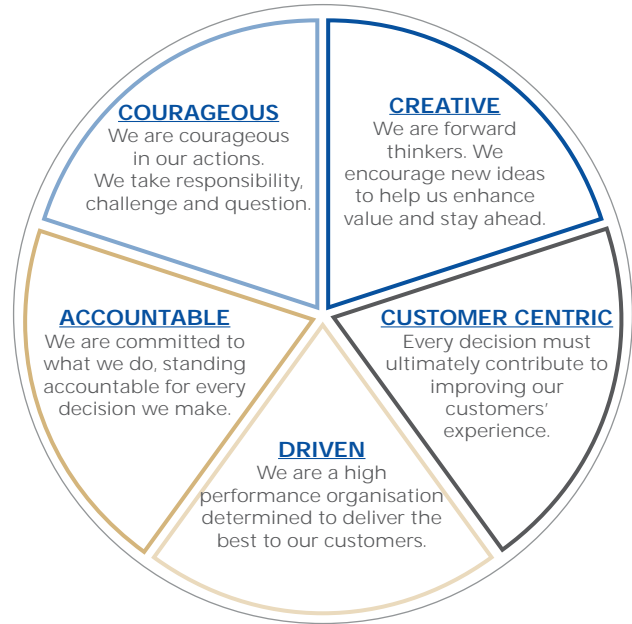 COURAGEOUS
We are courageous
in our actions.
We take responsibility,
challenge and question.
CREATIVE
We are forward
thinkers. We
encourage new ideas
to help us enhance
value and stay ahead.
ACCOUNTABLE
We are committed to
what we do, standing
accountable for every
decision we make.
CUSTOMER CENTRIC
Every decision must
ultimately contribute to
improving our
customers’
experience.
DRIVEN
We are a high
performance organisation
determined to deliver the
best to our customers.